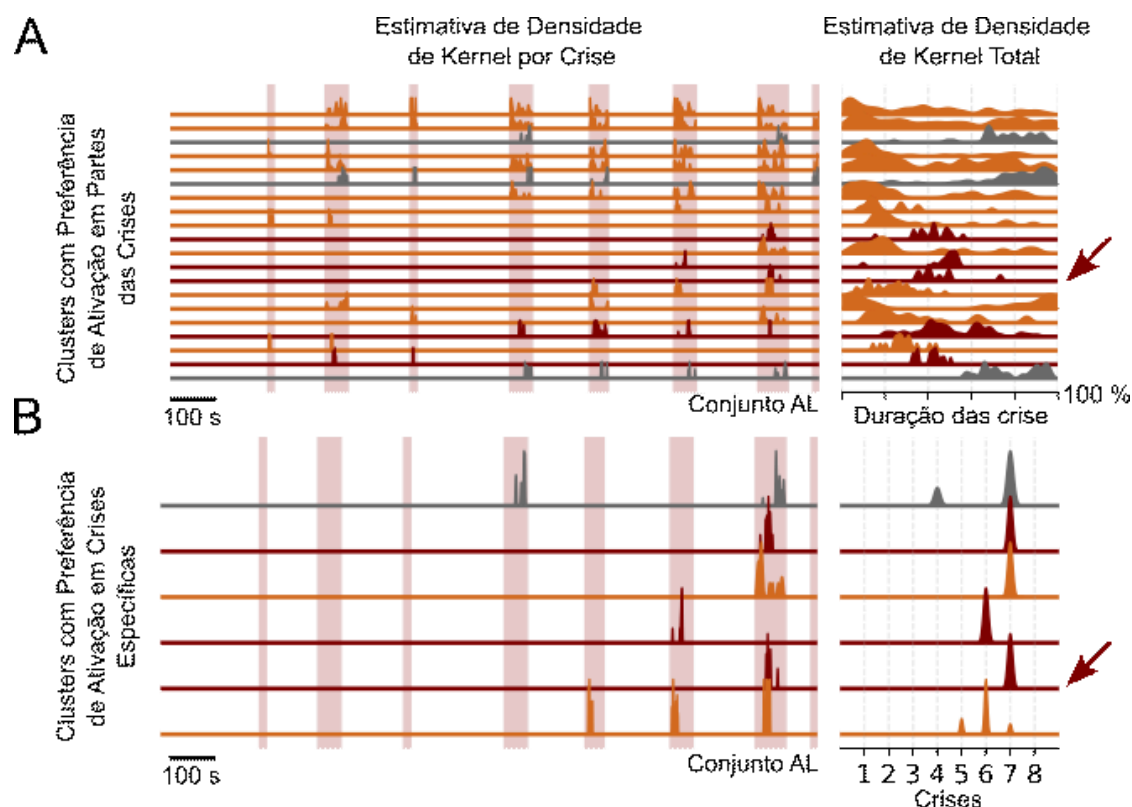 A
Estimativa de Densidade
de Kernel por Crise
Estimativa de Densidade
de Kernel Total
Clusters com Preferência
de Ativação em Partes
das Crises
100 s
Conjunto AL
100 %
Duração das crise
B
Clusters com Preferência
de Ativação em Crises
Específicas
100 s
Conjunto AL
1 2 3 4 5 6 7 8
Crises